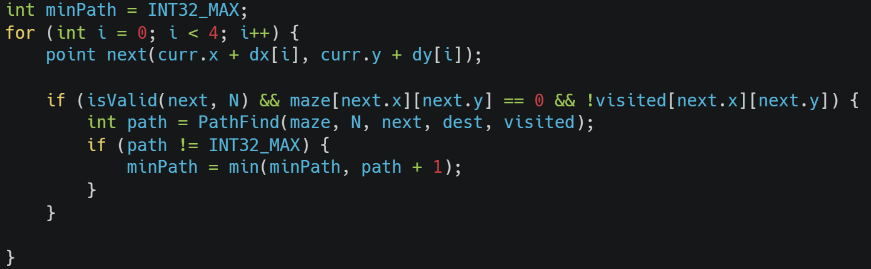 int minPath = INT32_MAX;
for (int i = 0; i < 4; i++) {
    point next(curr.x + dx[i], curr.y + dy[i]);

    if (isValid(next, N) && maze[next.x][next.y] == 0 && !visited[next.x][next.y]) {
        int path = PathFind(maze, N, next, dest, visited);
        if (path != INT32_MAX) {
            minPath = min(minPath, path + 1);
        }
    }

}